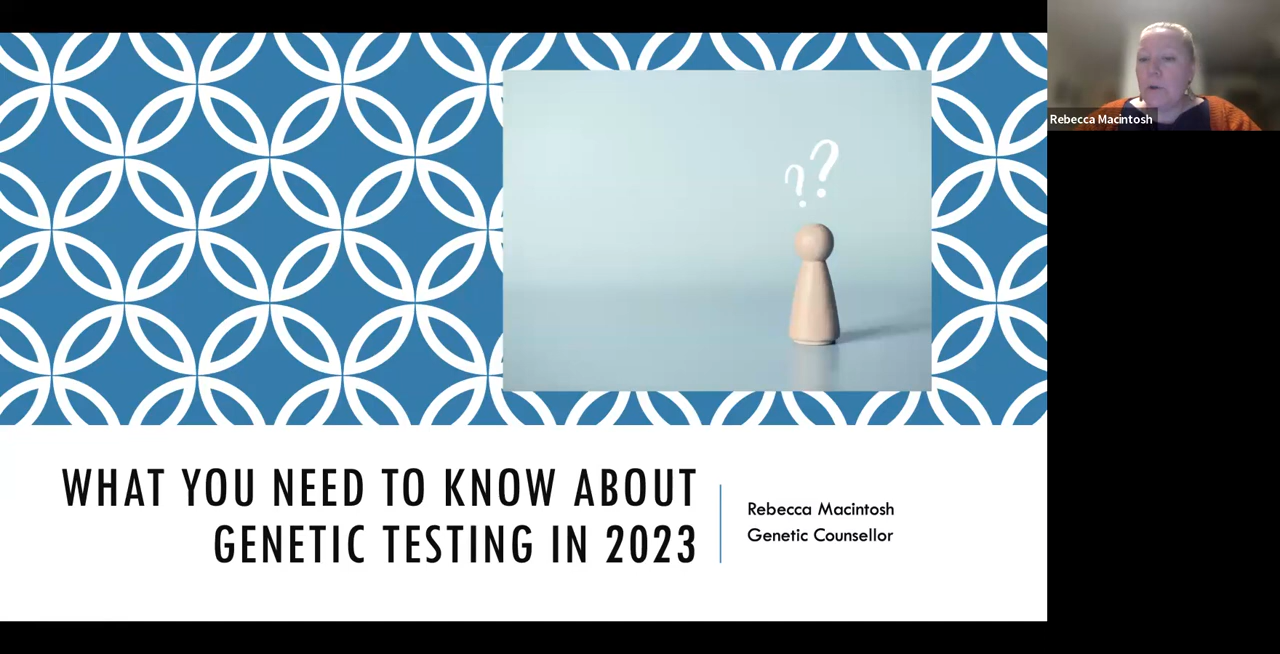 Rebecca Macintosh
??
WHAT YOU NEED TO KNOW ABOUT
GENETIC TESTING IN 2023
Rebecca Macintosh
Genetic Counsellor